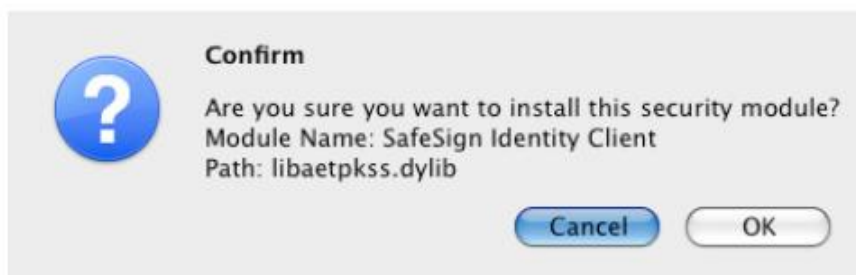 Confirm
Are you sure you want to install this security module?
Module Name: SafeSign Identity Client
Path: libaetpkss.dylib
Cancel
OK